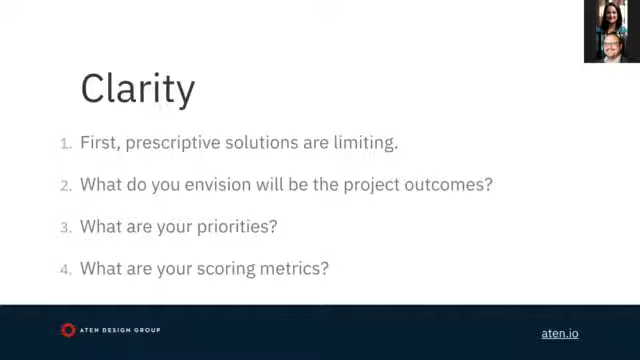 Clarity
1. First, prescriptive solutions are limiting.
2. What do you envision will be the project outcomes?
3. What are your priorities?
4. What are your scoring metrics?
ATEN DESIGN GROUP
aten.io